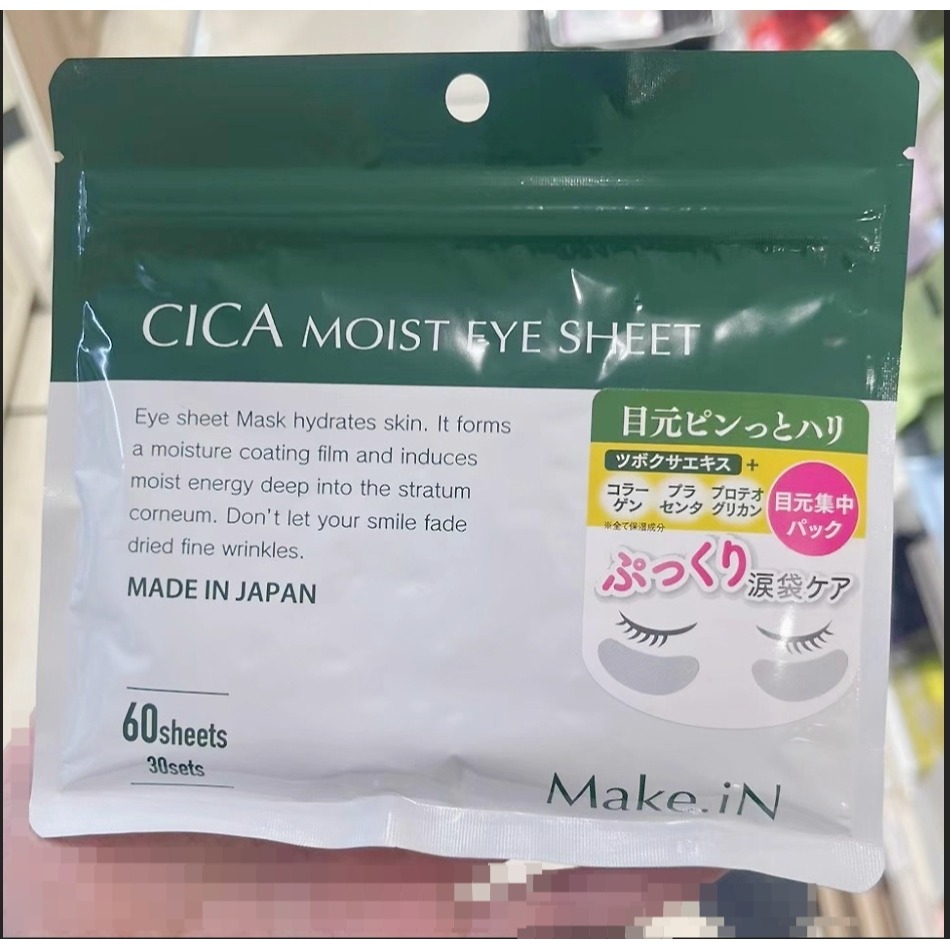 CICA MOIST EYE SHEET
Eye sheet Mask hydrates skin. It forms
a moisture coating film and induces
moist energy deep into the stratum
corneum. Don't let your smile fade
dried fine wrinkles.
MADE IN JAPAN
60sheets
30sets
目元ピンっとハリ
ツボクサエキス +
コラーゲン
プラセンタ
プロテオグリカン
※全て保湿成分
目元集中
パック
ぷっくり涙袋ケア
Make.iN